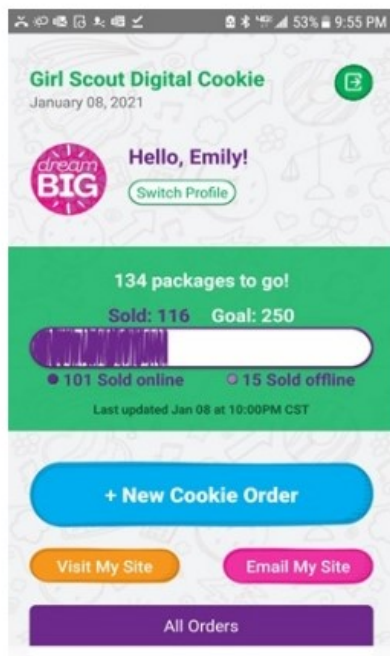 53% 9:55 PM
Girl Scout Digital Cookie
January 08, 2021
dream
BIG
Hello, Emily!
Switch Profile
134 packages to go!
Sold: 116 Goal: 250
101 Sold online 15 Sold offline
Last updated Jan 08 at 10:00PM CST
+ New Cookie Order
Visit My Site Email My Site
All Orders